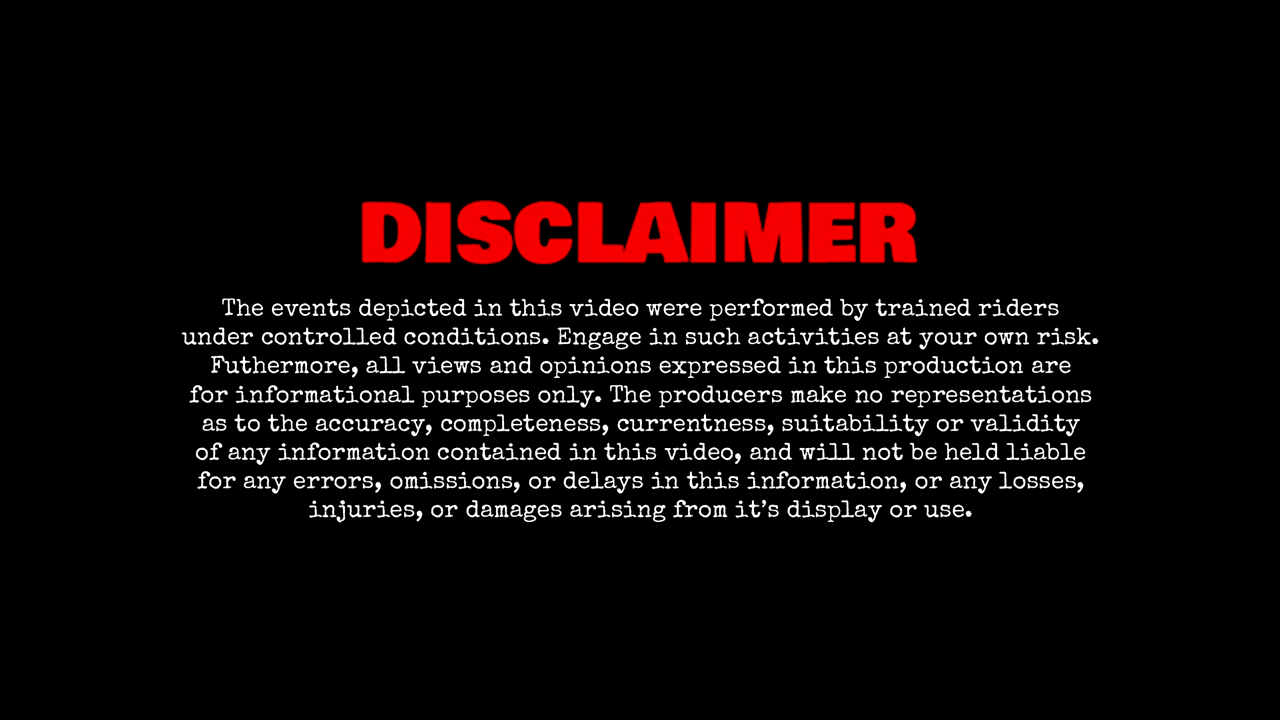 DISCLAIMER
The events depicted in this video were performed by trained riders
under controlled conditions. Engage in such activities at your own risk.
Futhermore, all views and opinions expressed in this production are
for informational purposes only. The producers make no representations
as to the accuracy, completeness, currentness, suitability or validity
of any information contained in this video, and will not be held liable
for any errors, omissions, or delays in this information, or any losses,
injuries, or damages arising from it’s display or use.